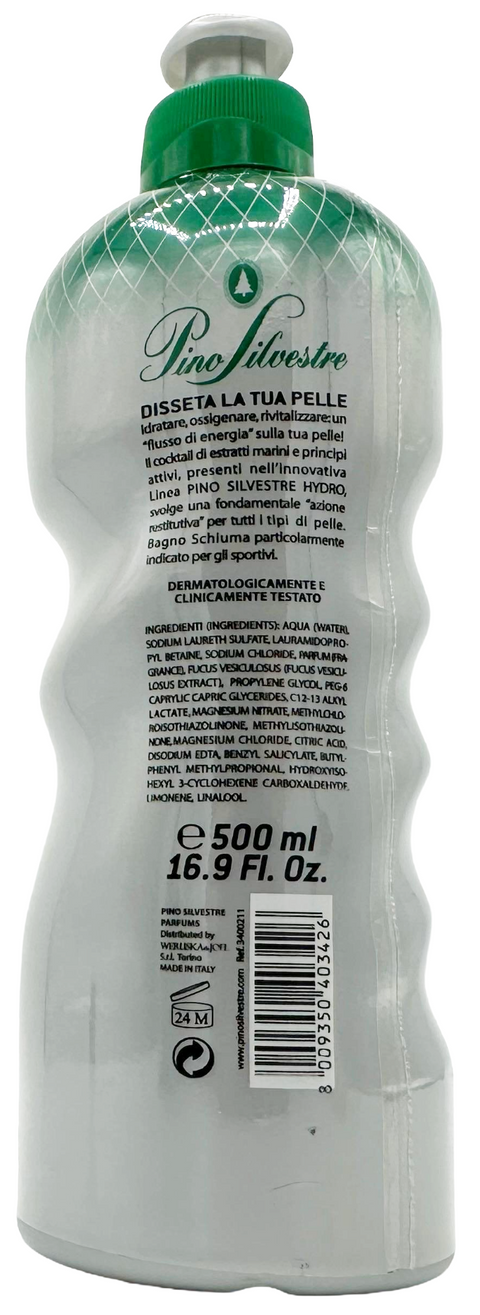 Pino Silvestre
DISSETA LA TUA PELLE
Idratare, ossigenare, rivitalizzare: un
"flusso di energia" sulla tua pelle!
Il cocktail di estratti marini e principi
attivi, presenti nell'innovativa
Linea PINO SILVESTRE HYDRO,
svolge una fondamentale "azione
restitutiva" per tutti i tipi di pelle.
Bagno Schiuma particolarmente
indicato per gli sportivi.
DERMATOLOGICAMENTE E
CLINICAMENTE TESTATO
INGREDIENTI (INGREDIENTS): AQUA (WATER),
SODIUM LAURETH SULFATE, LAURAMIDOPRO-
PYL BETAINE, SODIUM CHLORIDE, PARFUM (FRA-
GRANCE), FUCUS VESICULOSUS (FUCUS VESICU-
LOSUS EXTRACT), PROPYLENE GLYCOL, PEG-6
CAPRYLIC CAPRIC GLYCERIDES, C12-13 ALKYL
LACTATE, MAGNESIUM NITRATE, METHYLCHLO-
ROISOTHIAZOLINONE, METHYLISOTHIAZOLI-
NONE, MAGNESIUM CHLORIDE, CITRIC ACID,
DISODIUM EDTA, BENZYL SALICYLATE, BUTYL-
PHENYL METHYLPROPIONAL, HYDROXYISO-
HEXYL 3-CYCLOHEXENE CARBOXALDEHYDE,
LIMONENE, LINALOOL.
℮ 500 ml
16.9 Fl. Oz.
PINO SILVESTRE
PARFUMS
Distributed by
WERUSKA & JOEL
S.r.l. Torino
MADE IN ITALY
24 M
www.pinosilvestre.com Ref. 3400211
8 009350 403426